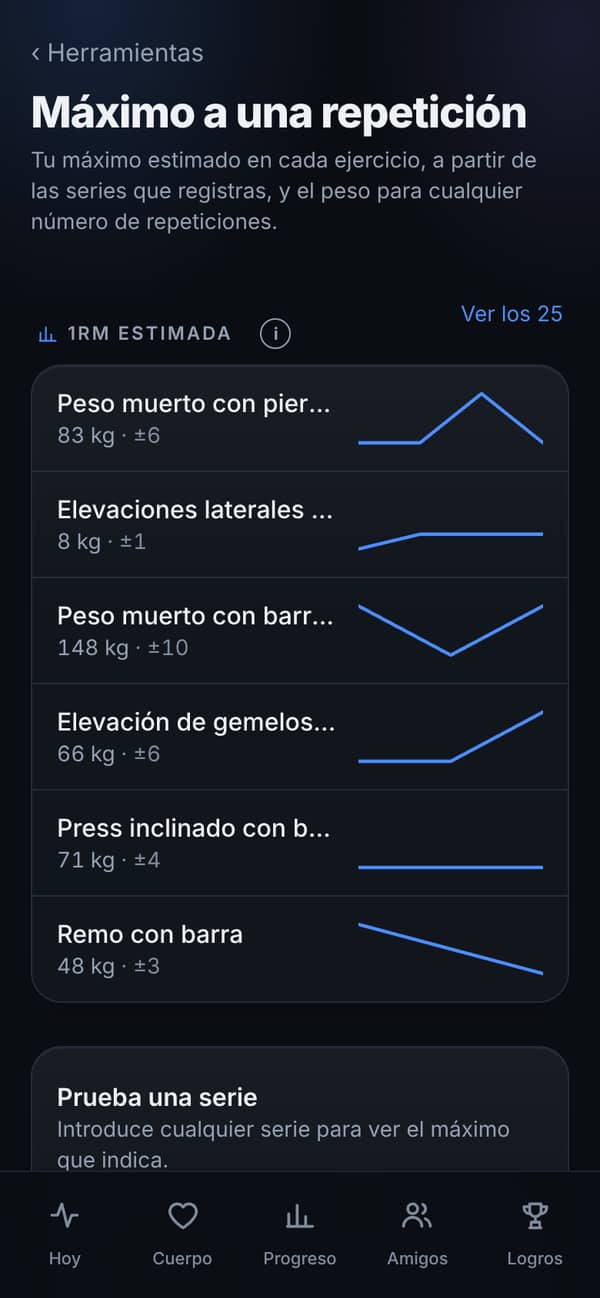 ‹ Herramientas
Máximo a una repetición
Tu máximo estimado en cada ejercicio, a partir de
las series que registras, y el peso para cualquier
número de repeticiones.
Ver los 25
1RM ESTIMADA
Peso muerto con pier...
83 kg · ±6
Elevaciones laterales ...
8 kg · ±1
Peso muerto con barr...
148 kg · ±10
Elevación de gemelos...
66 kg · ±6
Press inclinado con b...
71 kg · ±4
Remo con barra
48 kg · ±3
Prueba una serie
Introduce cualquier serie para ver el máximo
que indica.
Hoy Cuerpo Progreso Amigos Logros